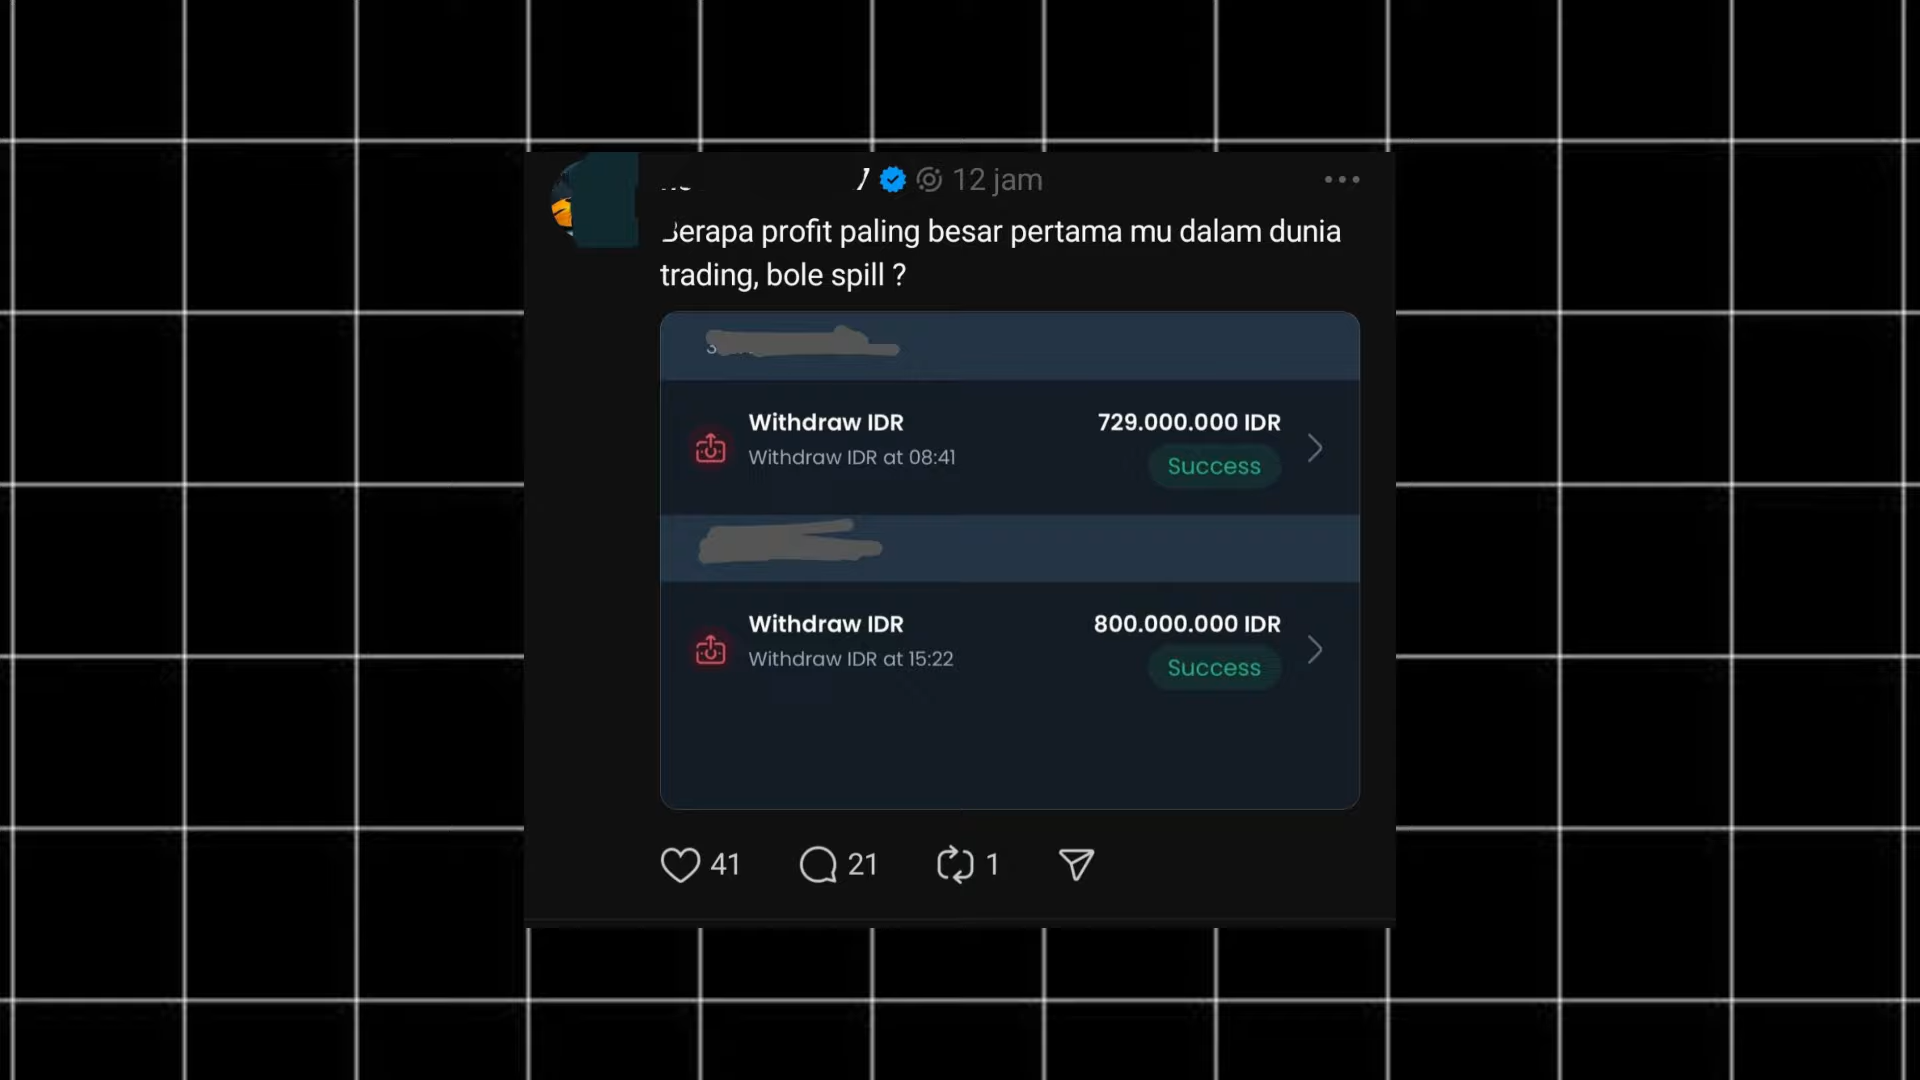 12 jam
Berapa profit paling besar pertama mu dalam dunia
trading, bole spill ?
Withdraw IDR
729.000.000 IDR
Withdraw IDR at 08:41
Success
Withdraw IDR
800.000.000 IDR
Withdraw IDR at 15:22
Success
41
21
1